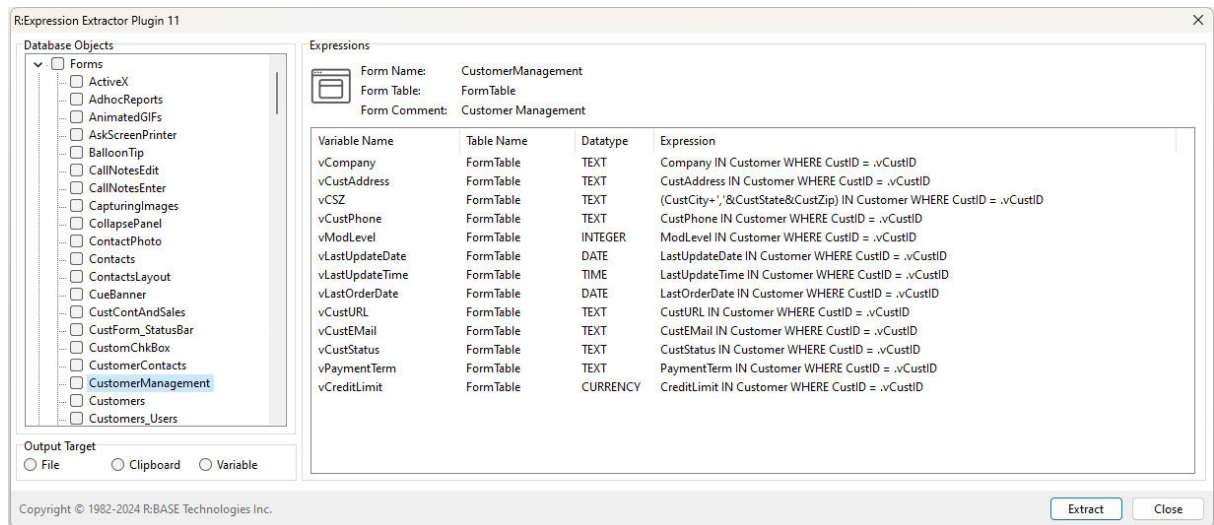 R:Expression Extractor Plugin 11
Database Objects
Forms
ActiveX
AdhocReports
AnimatedGIFs
AskScreenPrinter
BalloonTip
CallNotesEdit
CallNotesEnter
CapturingImages
CollapsePanel
ContactPhoto
Contacts
ContactsLayout
CueBanner
CustContAndSales
CustForm_StatusBar
CustomChkBox
CustomerContacts
CustomerManagement
Customers
Customers_Users
Output Target
File Clipboard Variable
Expressions
Form Name: CustomerManagement
Form Table: FormTable
Form Comment: Customer Management
Variable Name Table Name Datatype Expression
vCompany FormTable TEXT Company IN Customer WHERE CustID = .vCustID
vCustAddress FormTable TEXT CustAddress IN Customer WHERE CustID = .vCustID
vCSZ FormTable TEXT (CustCity+','&CustState&CustZip) IN Customer WHERE CustID = .vCustID
vCustPhone FormTable TEXT CustPhone IN Customer WHERE CustID = .vCustID
vModLevel FormTable INTEGER ModLevel IN Customer WHERE CustID = .vCustID
vLastUpdateDate FormTable DATE LastUpdateDate IN Customer WHERE CustID = .vCustID
vLastUpdateTime FormTable TIME LastUpdateTime IN Customer WHERE CustID = .vCustID
vLastOrderDate FormTable DATE LastOrderDate IN Customer WHERE CustID = .vCustID
vCustURL FormTable TEXT CustURL IN Customer WHERE CustID = .vCustID
vCustEMail FormTable TEXT CustEMail IN Customer WHERE CustID = .vCustID
vCustStatus FormTable TEXT CustStatus IN Customer WHERE CustID = .vCustID
vPaymentTerm FormTable TEXT PaymentTerm IN Customer WHERE CustID = .vCustID
vCreditLimit FormTable CURRENCY CreditLimit IN Customer WHERE CustID = .vCustID
Copyright © 1982-2024 R:BASE Technologies Inc.
Extract Close